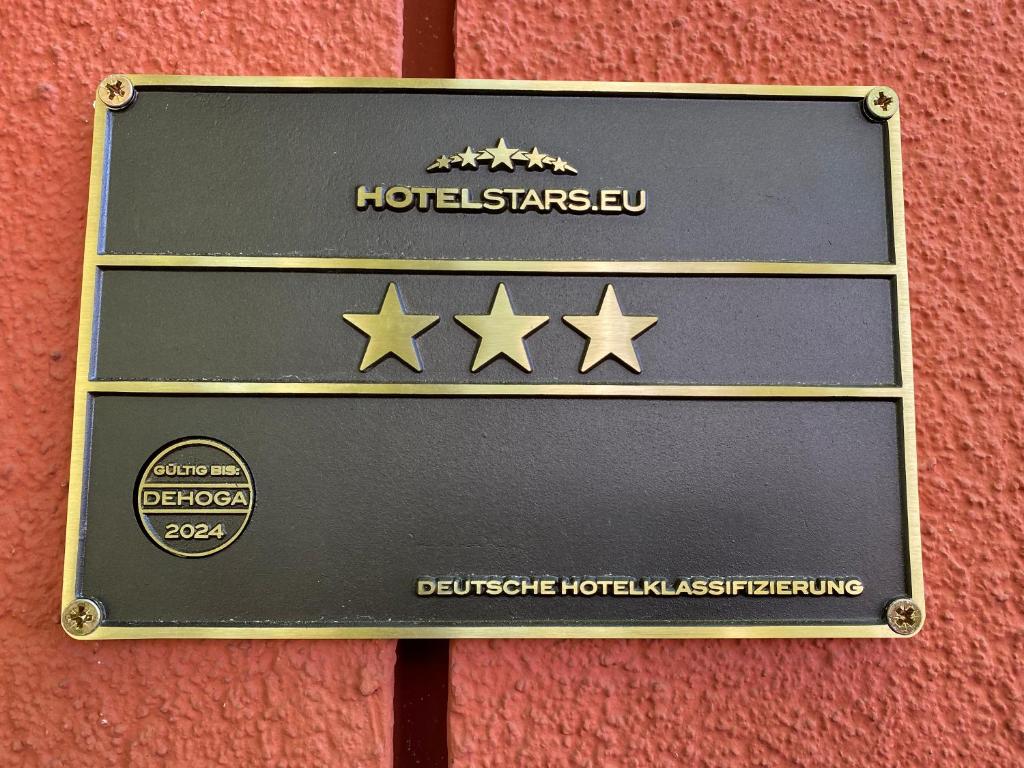 HOTELSTARS.EU
GÜLTIG BIS:
DEHOGA
2024
DEUTSCHE HOTELKLASSIFIZIERUNG